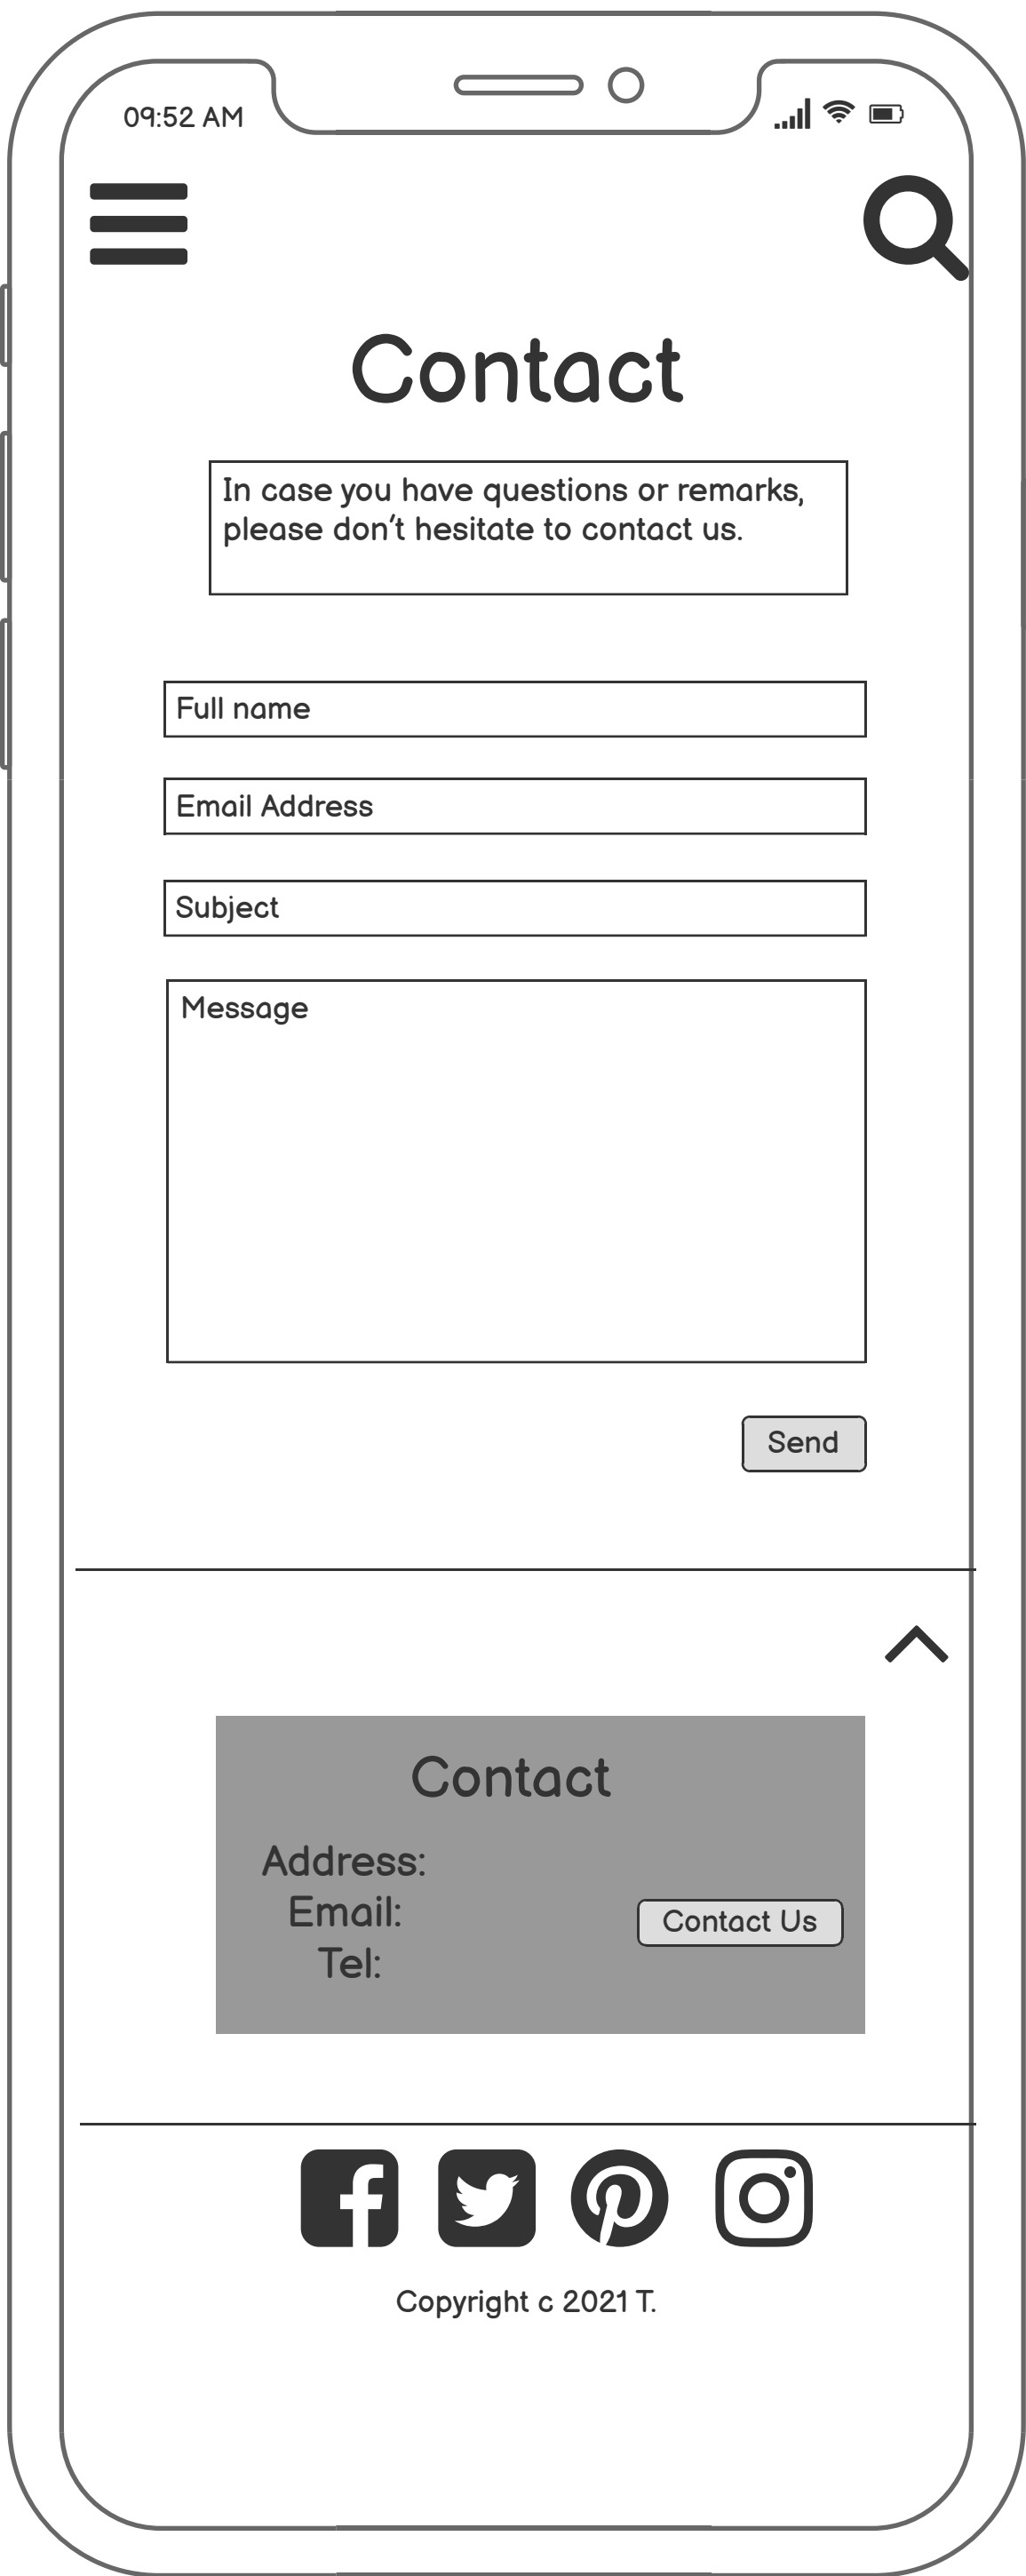 09:52 AM
Contact
In case you have questions or remarks,
please don't hesitate to contact us.
Full name
Email Address
Subject
Message
Send
Contact
Address:
Email:
Contact Us
Tel:
Copyright c 2021 T.